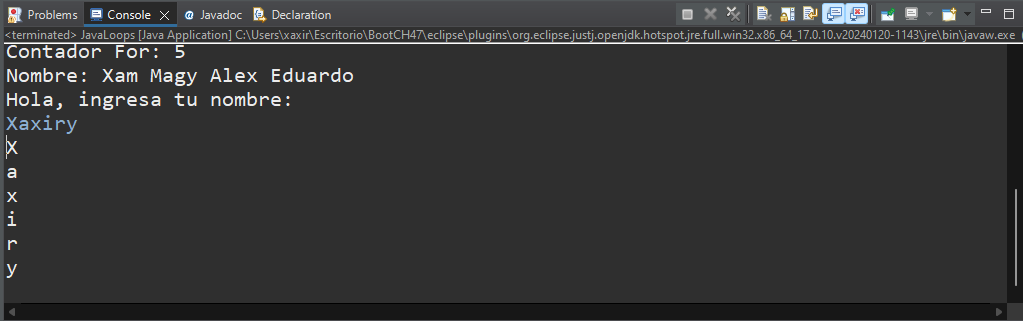 Problems Console Javadoc Declaration
<terminated> JavaLoops [Java Application] C:\Users\xaxir\Escritorio\BootCH47\eclipse\plugins\org.eclipse.justj.openjdk.hotspot.jre.full.win32.x86_64_17.0.10.v20240120-1143\jre\bin\javaw.exe (
Contador For: 5
Nombre: Xam Magy Alex Eduardo
Hola, ingresa tu nombre:
Xaxiry
X
a
x
i
r
y